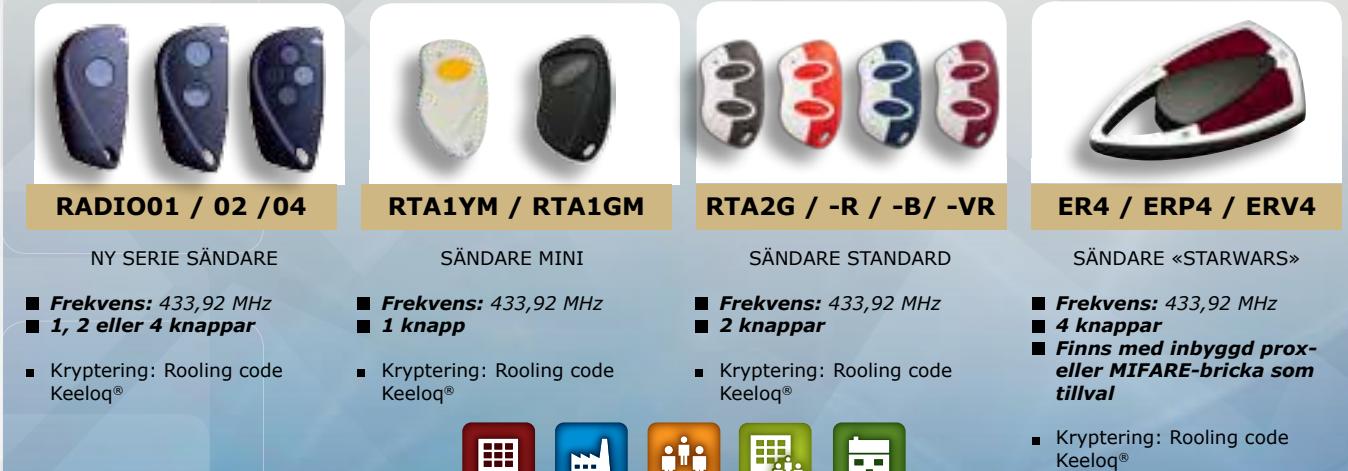 RADIO01 / 02 /04
NY SERIE SÄNDARE
Frekvens: 433,92 MHz
1, 2 eller 4 knappar
Kryptering: Rooling code
Keeloq®
RTA1YM / RTA1GM
SÄNDARE MINI
Frekvens: 433,92 MHz
1 knapp
Kryptering: Rooling code
Keeloq®
RTA2G / -R / -B/ -VR
SÄNDARE STANDARD
Frekvens: 433,92 MHz
2 knappar
Kryptering: Rooling code
Keeloq®
ER4 / ERP4 / ERV4
SÄNDARE «STARWARS»
Frekvens: 433,92 MHz
4 knappar
Finns med inbyggd prox-
eller MIFARE-bricka som
tillval
Kryptering: Rooling code
Keeloq®